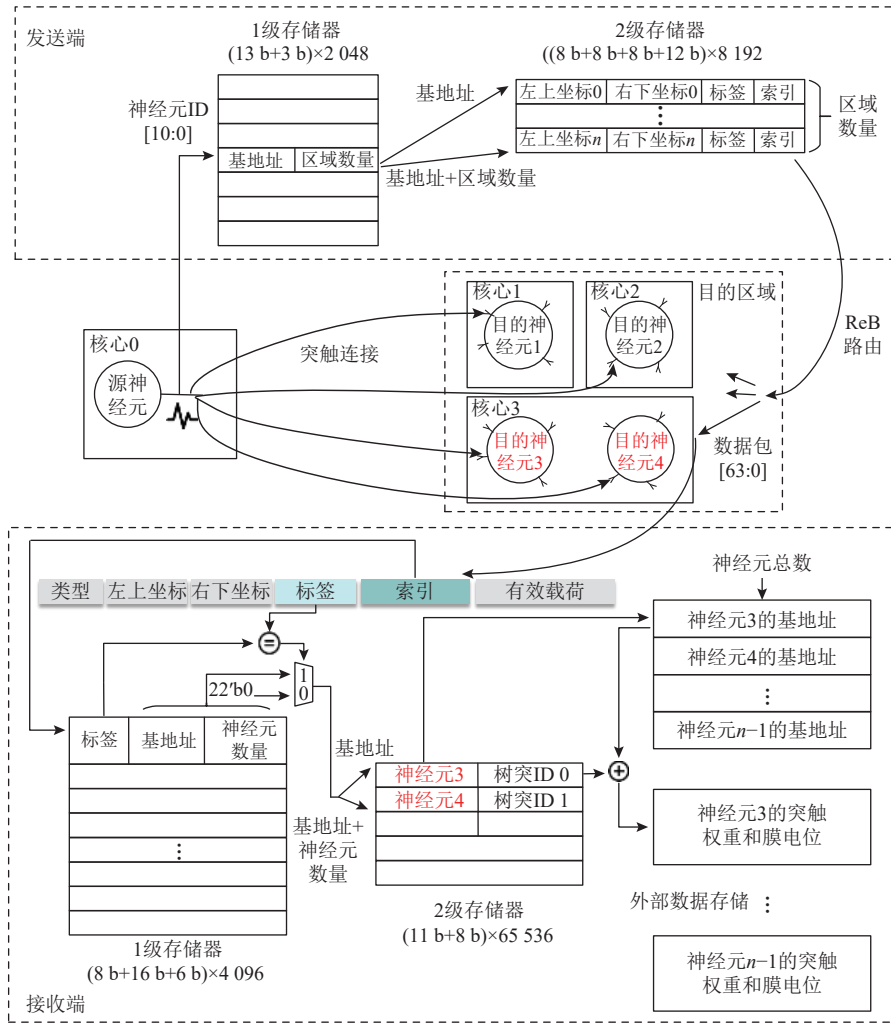 发送端
1级存储器
(13 b+3 b)×2 048
2级存储器
((8 b+8 b+8 b+12 b)×8 192
神经元ID
[10:0]
基地址
区域数量
基地址
基地址+区域数量
左上坐标0
右下坐标0
标签
索引
⋮
左上坐标n
右下坐标n
标签
索引
区域
数量
核心0
源神
经元
突触连接
核心1
目的神
经元1
核心2
目的神
经元2
目的区域
核心3
目的神
经元3
目的神
经元4
ReB
路由
数据包
[63:0]
类型
左上坐标
右下坐标
标签
索引
有效载荷
=
22′b0
1
0
标签
基地址
神经元
数量
⋮
1级存储器
(8 b+16 b+6 b)×4 096
基地址
基地址+
神经元
数量
神经元3
树突ID 0
神经元4
树突ID 1
2级存储器
(11 b+8 b)×65 536
+
神经元总数
神经元3的基地址
神经元4的基地址
⋮
神经元n−1的基地址
神经元3的突触
权重和膜电位
外部数据存储
⋮
神经元n−1的突触
权重和膜电位
接收端